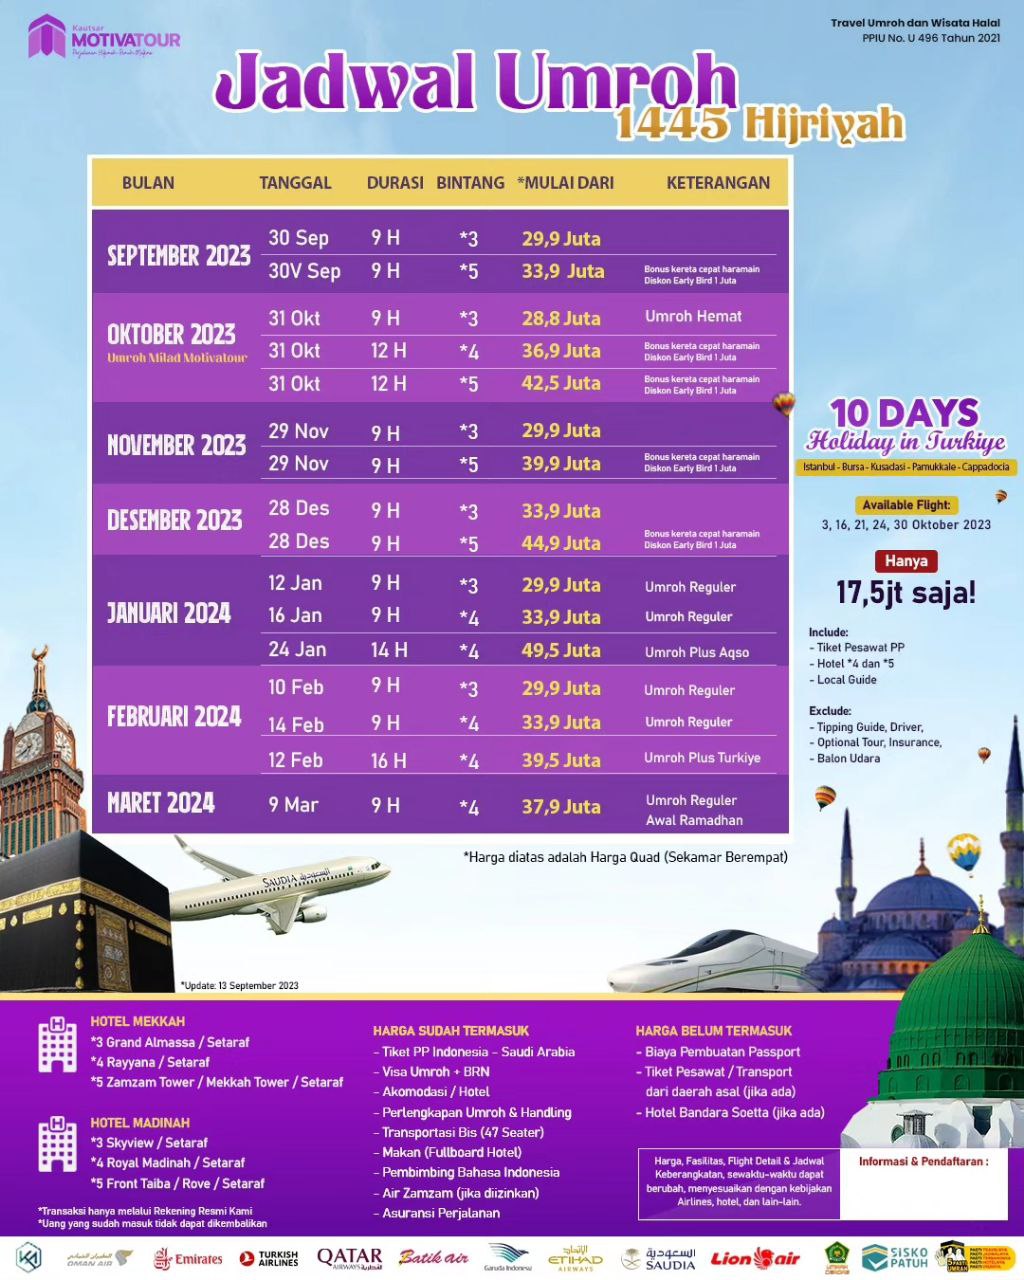 Kautsar
MOTIVATOUR
Travel Umroh dan Wisata Halal
PPIU No. U 496 Tahun 2021
Jadwal Umroh
1445 Hijriyah
BULAN TANGGAL DURASI BINTANG *MULAI DARI KETERANGAN
SEPTEMBER 2023
30 Sep 9 H *3 29,9 Juta
30V Sep 9 H *5 33,9 Juta Bonus kereta cepat haramain
Diskon Early Bird 1 Juta
OKTOBER 2023
Umroh Milad Motivatour
31 Okt 9 H *3 28,8 Juta Umroh Hemat
31 Okt 12 H *4 36,9 Juta Bonus kereta cepat haramain
Diskon Early Bird 1 Juta
31 Okt 12 H *5 42,5 Juta Bonus kereta cepat haramain
Diskon Early Bird 1 Juta
NOVEMBER 2023
29 Nov 9 H *3 29,9 Juta
29 Nov 9 H *5 39,9 Juta Bonus kereta cepat haramain
Diskon Early Bird 1 Juta
DESEMBER 2023
28 Des 9 H *3 33,9 Juta
28 Des 9 H *5 44,9 Juta Bonus kereta cepat haramain
Diskon Early Bird 1 Juta
JANUARI 2024
12 Jan 9 H *3 29,9 Juta Umroh Reguler
16 Jan 9 H *4 33,9 Juta Umroh Reguler
24 Jan 14 H *4 49,5 Juta Umroh Plus Aqso
FEBRUARI 2024
10 Feb 9 H *3 29,9 Juta Umroh Reguler
14 Feb 9 H *4 33,9 Juta Umroh Reguler
12 Feb 16 H *4 39,5 Juta Umroh Plus Turkiye
MARET 2024
9 Mar 9 H *4 37,9 Juta Umroh Reguler
Awal Ramadhan
*Harga diatas adalah Harga Quad (Sekamar Berempat)
10 DAYS
Holiday in Turkiye
Istanbul - Bursa - Kusadasi - Pamukkale - Cappadocia
Available Flight:
3, 16, 21, 24, 30 Oktober 2023
Hanya
17,5jt saja!
Include:
- Tiket Pesawat PP
- Hotel *4 dan *5
- Local Guide
Exclude:
- Tipping Guide, Driver,
- Optional Tour, Insurance,
- Balon Udara
SAUDIA السعودية
*Update: 13 September 2023
HOTEL MEKKAH
*3 Grand Almassa / Setaraf
*4 Rayyana / Setaraf
*5 Zamzam Tower / Mekkah Tower / Setaraf
HOTEL MADINAH
*3 Skyview / Setaraf
*4 Royal Madinah / Setaraf
*5 Front Taiba / Rove / Setaraf
*Transaksi hanya melalui Rekening Resmi Kami
*Uang yang sudah masuk tidak dapat dikembalikan
HARGA SUDAH TERMASUK
- Tiket PP Indonesia - Saudi Arabia
- Visa Umroh + BRN
- Akomodasi / Hotel
- Perlengkapan Umroh & Handling
- Transportasi Bis (47 Seater)
- Makan (Fullboard Hotel)
- Pembimbing Bahasa Indonesia
- Air Zamzam (jika diizinkan)
- Asuransi Perjalanan
HARGA BELUM TERMASUK
- Biaya Pembuatan Passport
- Tiket Pesawat / Transport
dari daerah asal (jika ada)
- Hotel Bandara Soetta (jika ada)
Harga, Fasilitas, Flight Detail & Jadwal
Keberangkatan, sewaktu-waktu dapat
berubah, menyesuaikan dengan kebijakan
Airlines, hotel, dan lain-lain.
Informasi & Pendaftaran :
الطيران العماني
OMAN AIR
Emirates
TURKISH
AIRLINES
QATAR
AIRWAYS القطرية
Batik air
Garuda Indonesia
الإتحاد
ETIHAD
AIRWAYS
السعودية
SAUDIA
Lion air
SISKO
PATUH
5 PASTI
UMRAH